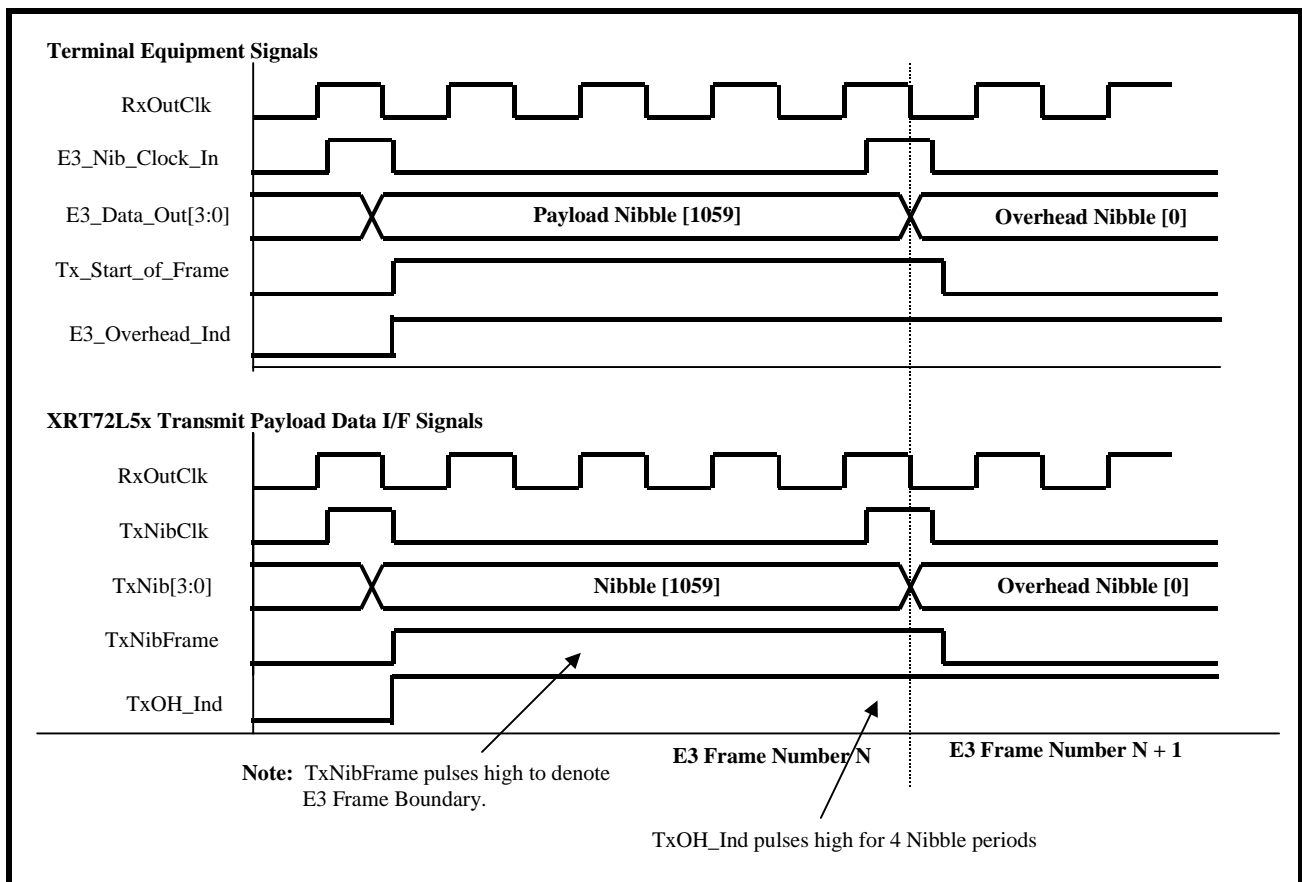 Terminal Equipment Signals
RxOutClk
E3_Nib_Clock_In
E3_Data_Out[3:0]
Payload Nibble [1059]
Overhead Nibble [0]
Tx_Start_of_Frame
E3_Overhead_Ind
XRT72L5x Transmit Payload Data I/F Signals
RxOutClk
TxNibClk
TxNib[3:0]
Nibble [1059]
Overhead Nibble [0]
TxNibFrame
TxOH_Ind
E3 Frame Number N
E3 Frame Number N + 1
Note: TxNibFrame pulses high to denote
E3 Frame Boundary.
TxOH_Ind pulses high for 4 Nibble periods